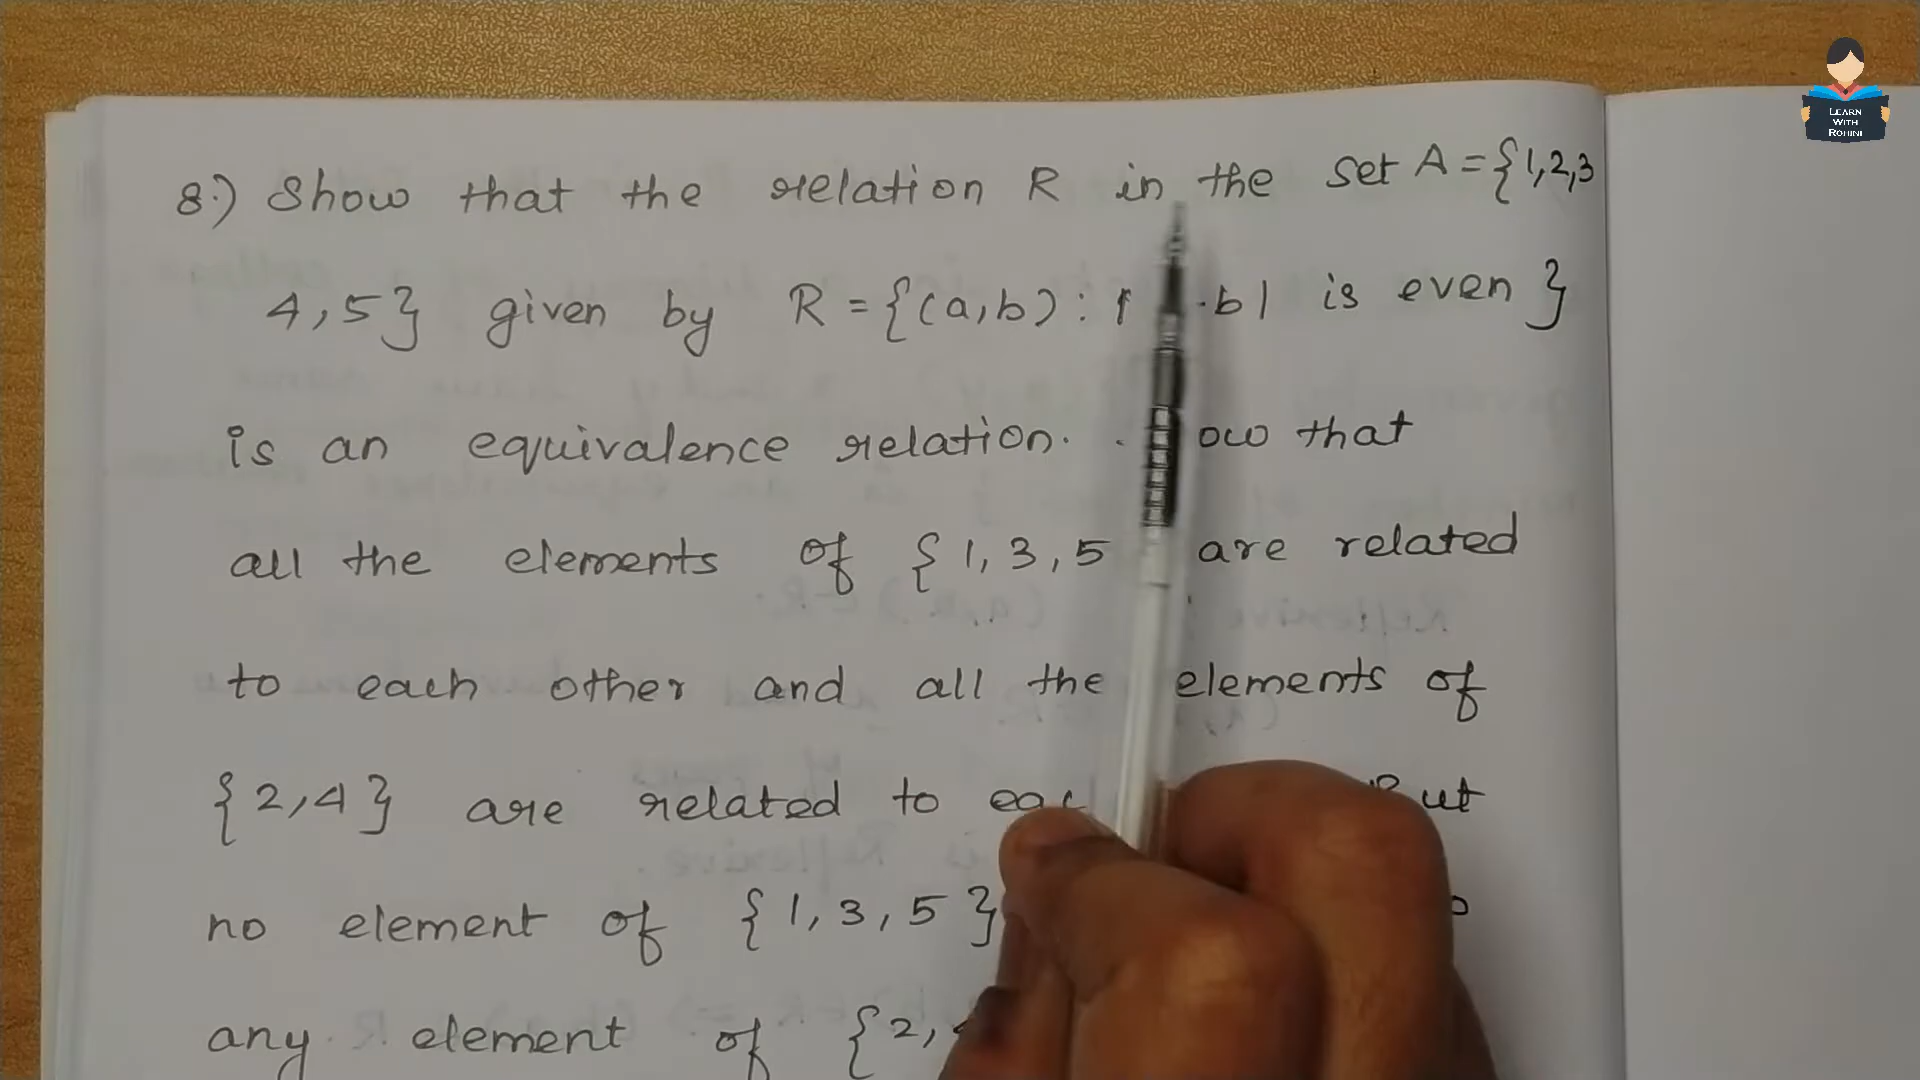 LEARN
WITH
ROHINI
8.) Show that the relation R in the set A = {1,2,3
4,5} given by R = {(a,b) : | b| is even}
is an equivalence relation. that
all the elements of {1,3,5 are related
to each other and all the elements of
{2,4} are related to But
no element of {1,3,5}
any element of {2,